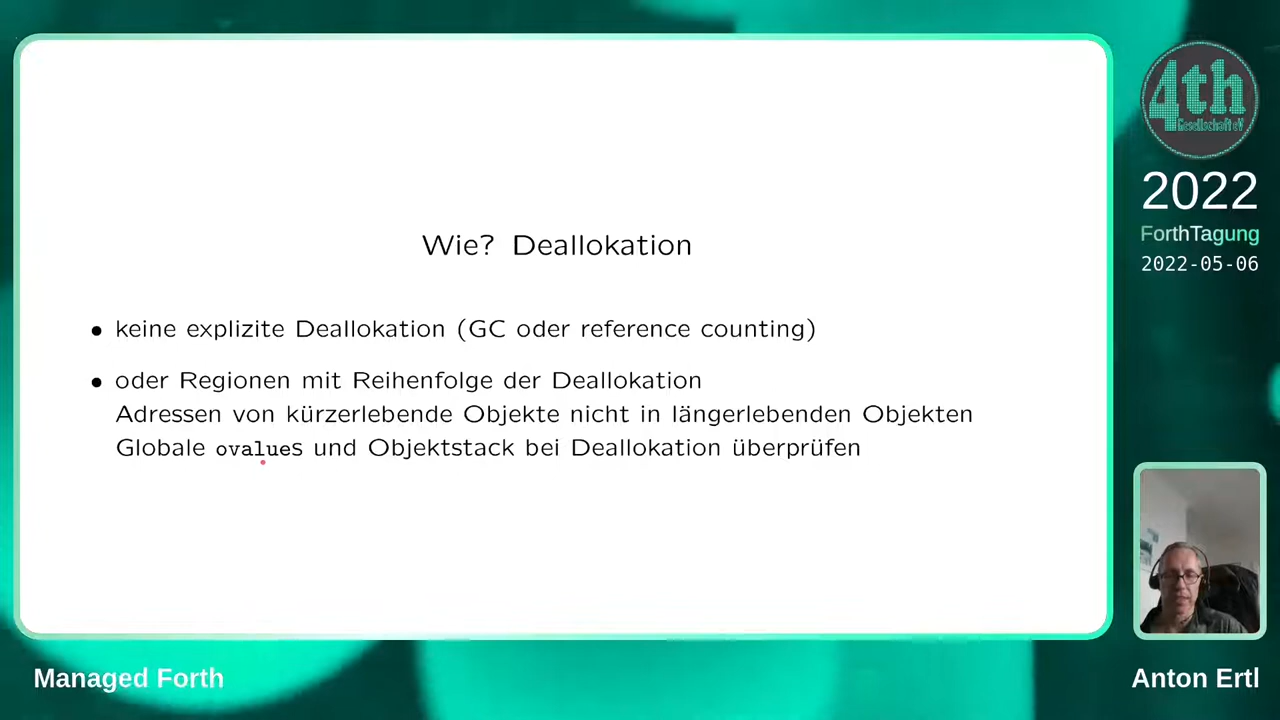 Wie? Deallokation
• keine explizite Deallokation (GC oder reference counting)
• oder Regionen mit Reihenfolge der Deallokation
Adressen von kürzerlebende Objekte nicht in längerlebenden Objekten
Globale ovalues und Objektstack bei Deallokation überprüfen
4th
Gesellschaft eV
2022
ForthTagung
2022-05-06
Managed Forth
Anton Ertl